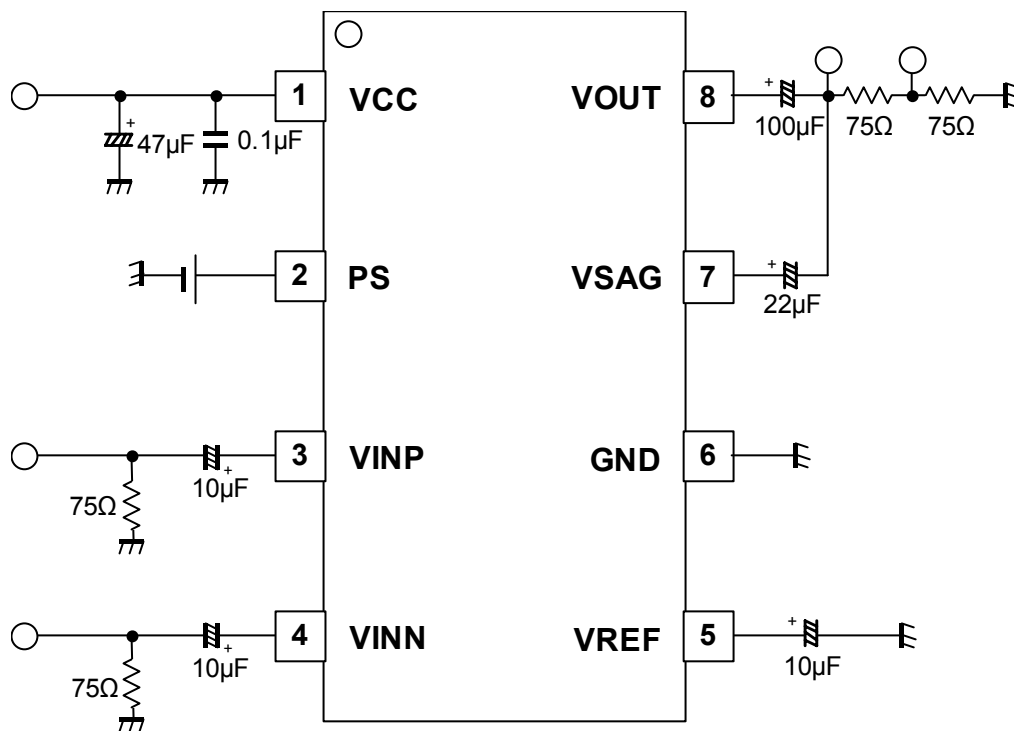 1 VCC VOUT 8
+ 100µF 75Ω 75Ω
+ 47µF 0.1µF
2 PS VSAG 7
+ 22µF
3 VINP GND 6
75Ω 10µF +
4 VINN VREF 5
75Ω 10µF + + 10µF